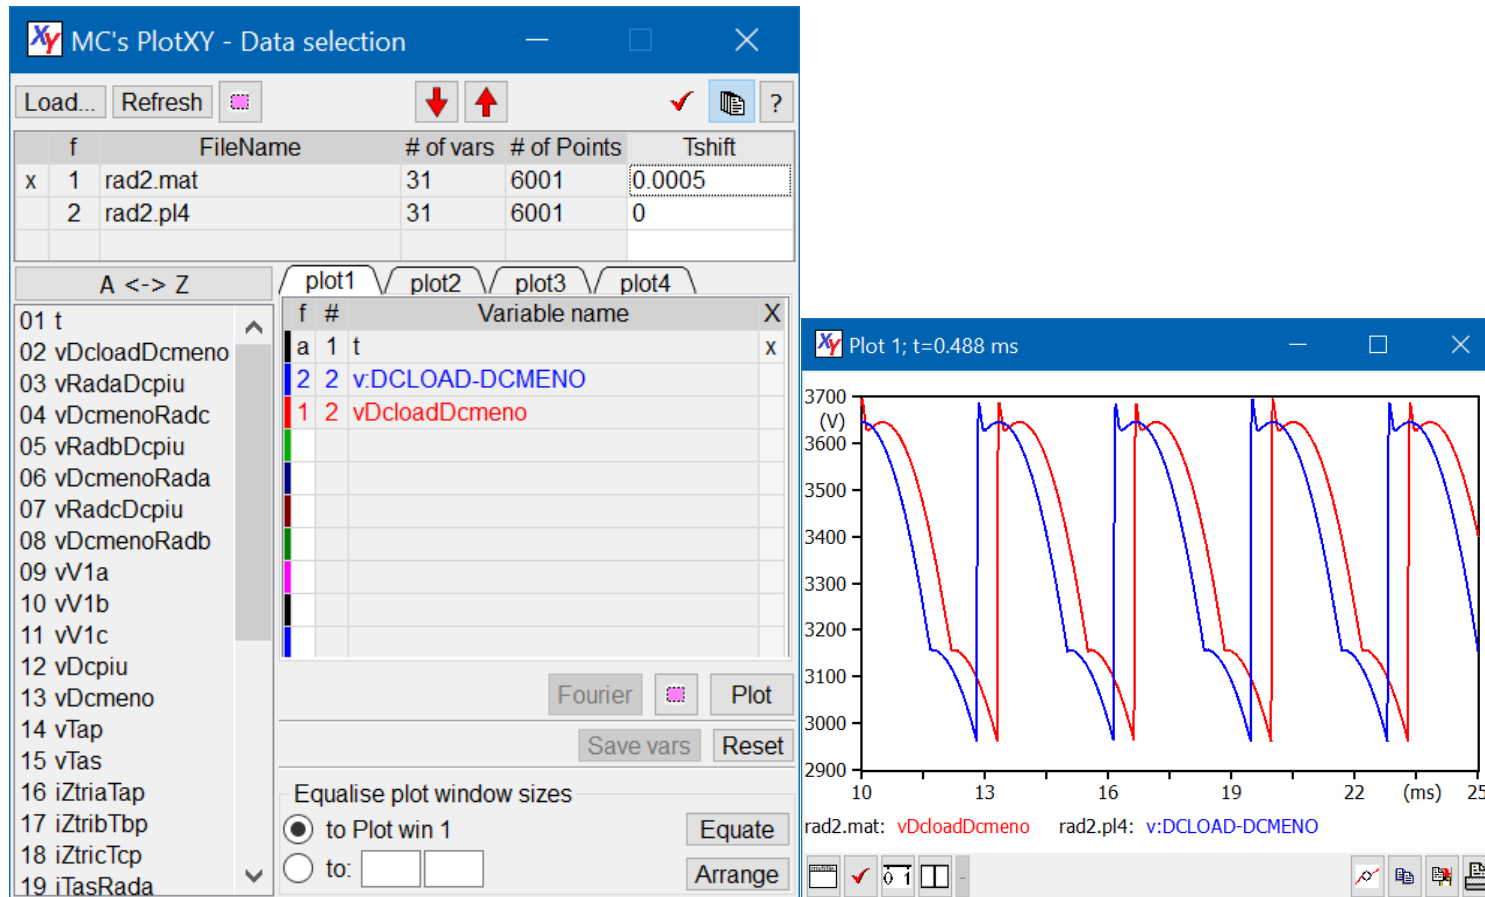 MC's PlotXY - Data selection
Load... Refresh ?
f FileName # of vars # of Points Tshift
x 1 rad2.mat 31 6001 0.0005
2 rad2.pl4 31 6001 0
A <-> Z
01 t
02 vDcloadDcmeno
03 vRadaDcpiu
04 vDcmenoRadc
05 vRadbDcpiu
06 vDcmenoRada
07 vRadcDcpiu
08 vDcmenoRadb
09 vV1a
10 vV1b
11 vV1c
12 vDcpiu
13 vDcmeno
14 vTap
15 vTas
16 iZtriaTap
17 iZtribTbp
18 iZtricTcp
19 iTasRada
plot1 plot2 plot3 plot4
f # Variable name X
a 1 t x
2 2 v:DCLOAD-DCMENO
1 2 vDcloadDcmeno
Fourier Plot
Save vars Reset
Equalise plot window sizes
to Plot win 1 Equate
to: Arrange
Xy Plot 1; t=0.488 ms
3700
(V)
3600
3500
3400
3300
3200
3100
3000
2900
10 13 16 19 22 (ms) 25
rad2.mat: vDcloadDcmeno rad2.pl4: v:DCLOAD-DCMENO
0 1